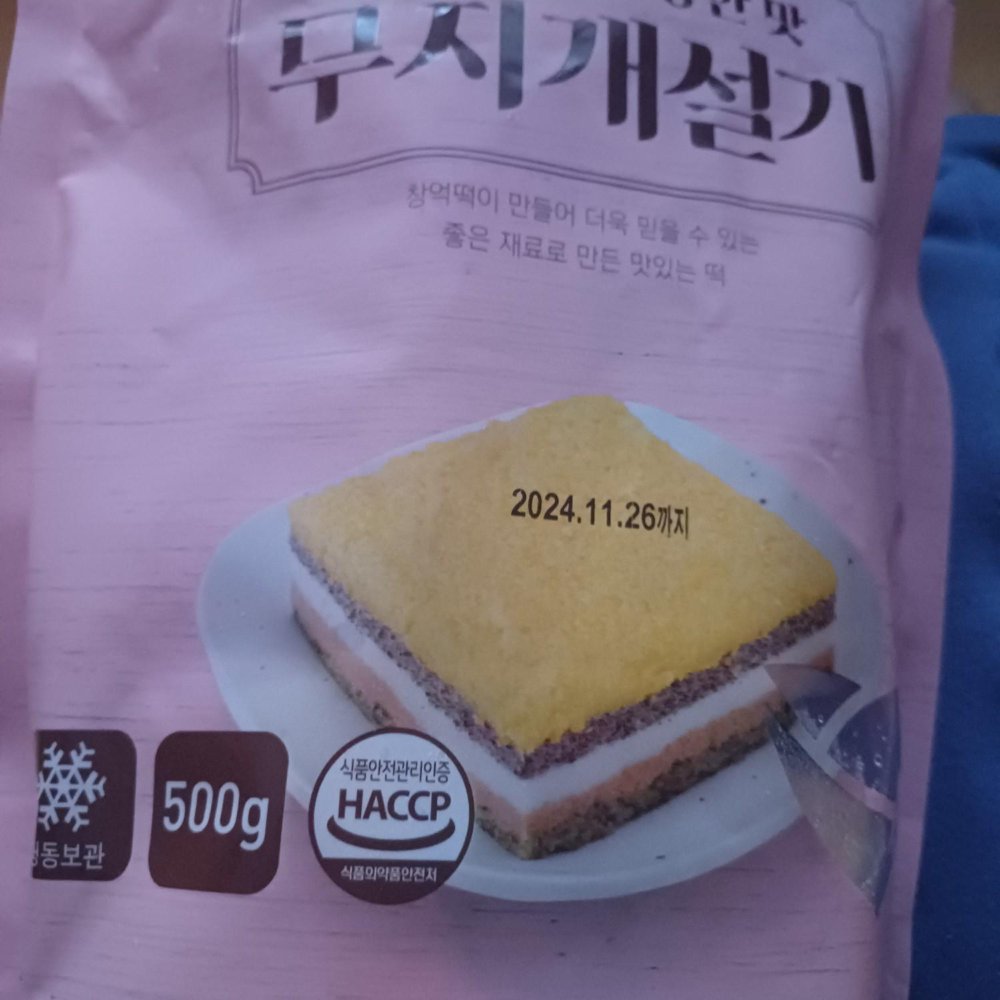 맛
무지개설기
창억떡이 만들어 더욱 믿을 수 있는
좋은 재료로 만든 맛있는 떡
2024.11.26까지
식품안전관리인증
HACCP
식품의약품안전처
500g
동보관